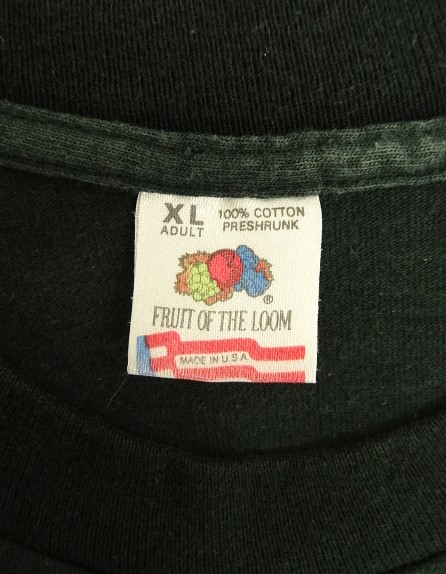 XL 100% COTTON
ADULT PRESHRUNK
®
FRUIT OF THE LOOM
MADE IN U.S.A.